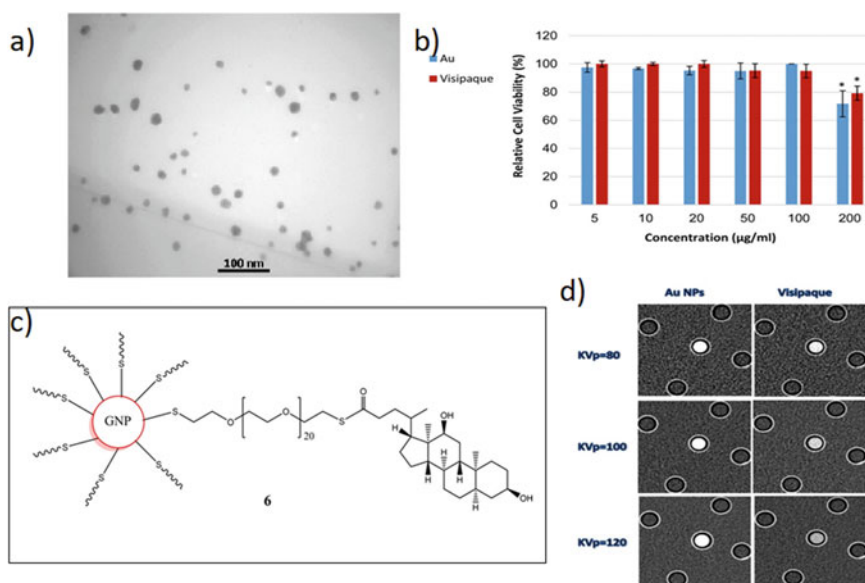 a)
100 nm
b)
Au
Visipaque
Relative Cell Viability (%)
120
100
80
60
40
20
0
* *
5 10 20 50 100 200
Concentration (µg/ml)
c)
S S S S S S S S
GNP
S O O 20 S O
H OH H H H H OH
6
d)
Au NPs Visipaque
KVp=80
KVp=100
KVp=120